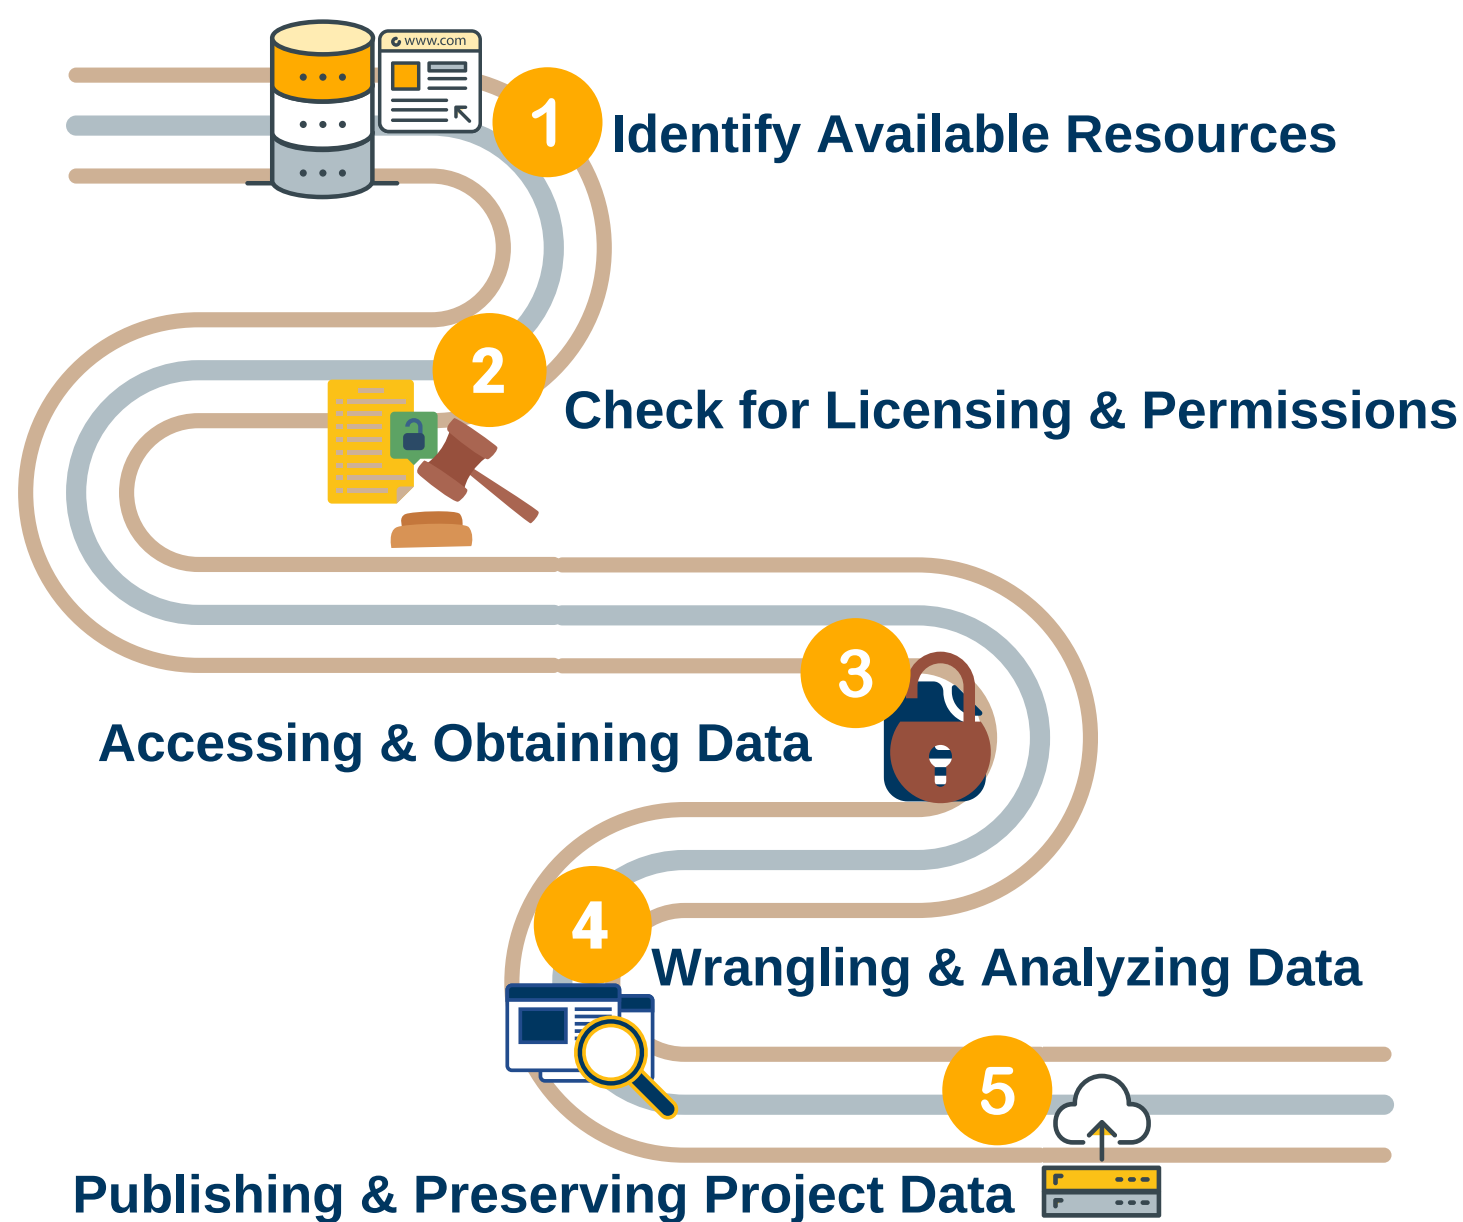 www.com
1
Identify Available Resources
2
Check for Licensing & Permissions
3
Accessing & Obtaining Data
4
Wrangling & Analyzing Data
5
Publishing & Preserving Project Data